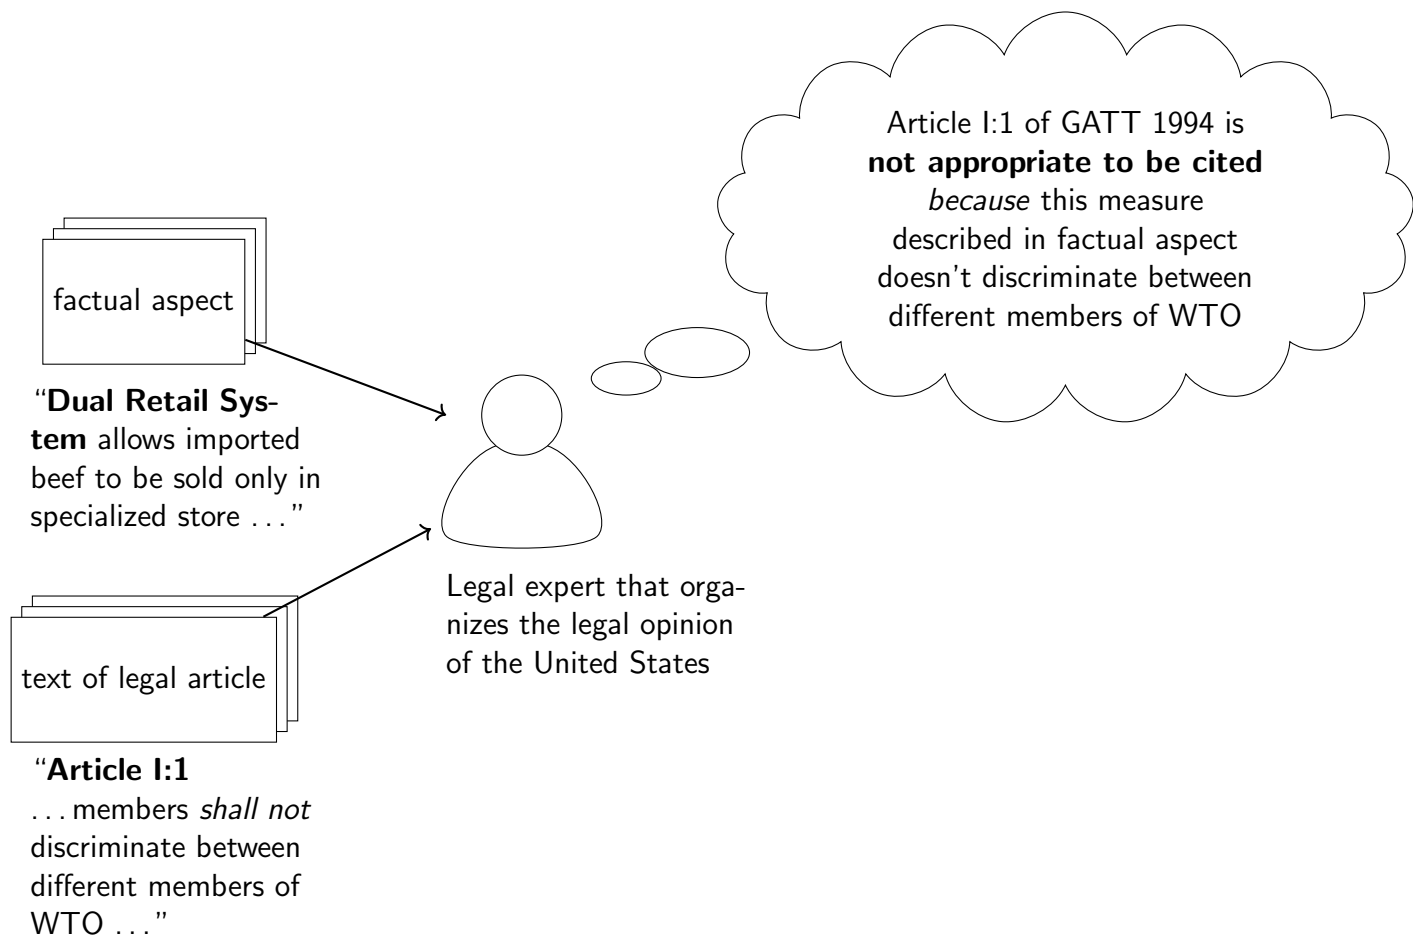 Article I:1 of GATT 1994 is
not appropriate to be cited
because this measure
described in factual aspect
doesn't discriminate between
different members of WTO
factual aspect
“Dual Retail Sys-
tem allows imported
beef to be sold only in
specialized store ...”
Legal expert that orga-
nizes the legal opinion
of the United States
text of legal article
“Article I:1
...members shall not
discriminate between
different members of
WTO ...”